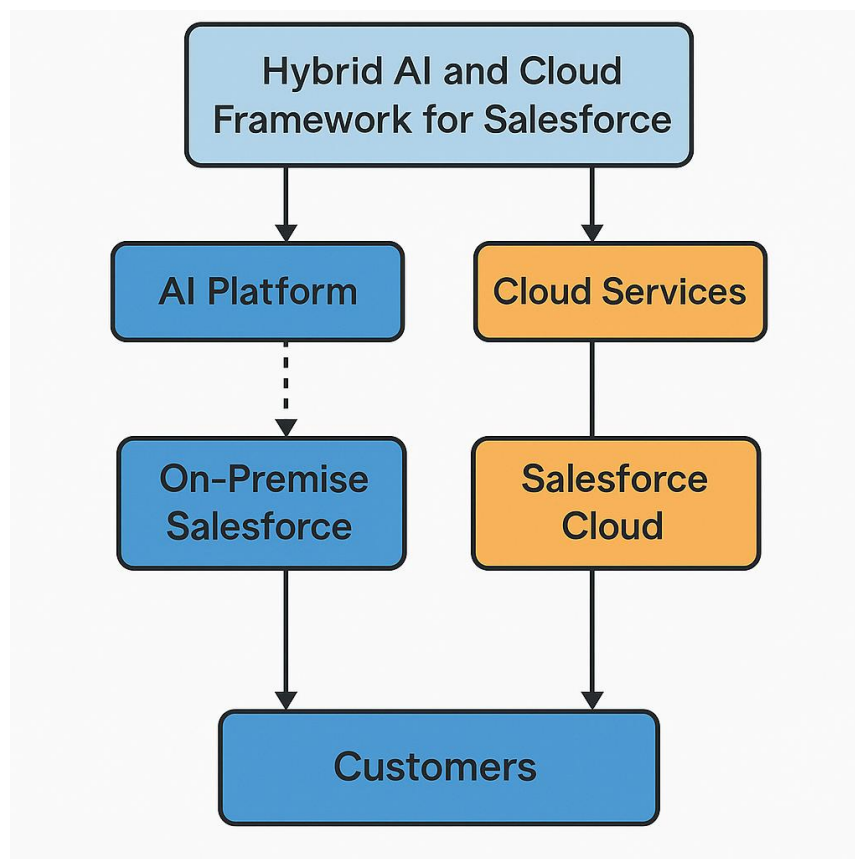 Hybrid AI and Cloud
Framework for Salesforce
AI Platform
Cloud Services
On-Premise
Salesforce
Salesforce
Cloud
Customers